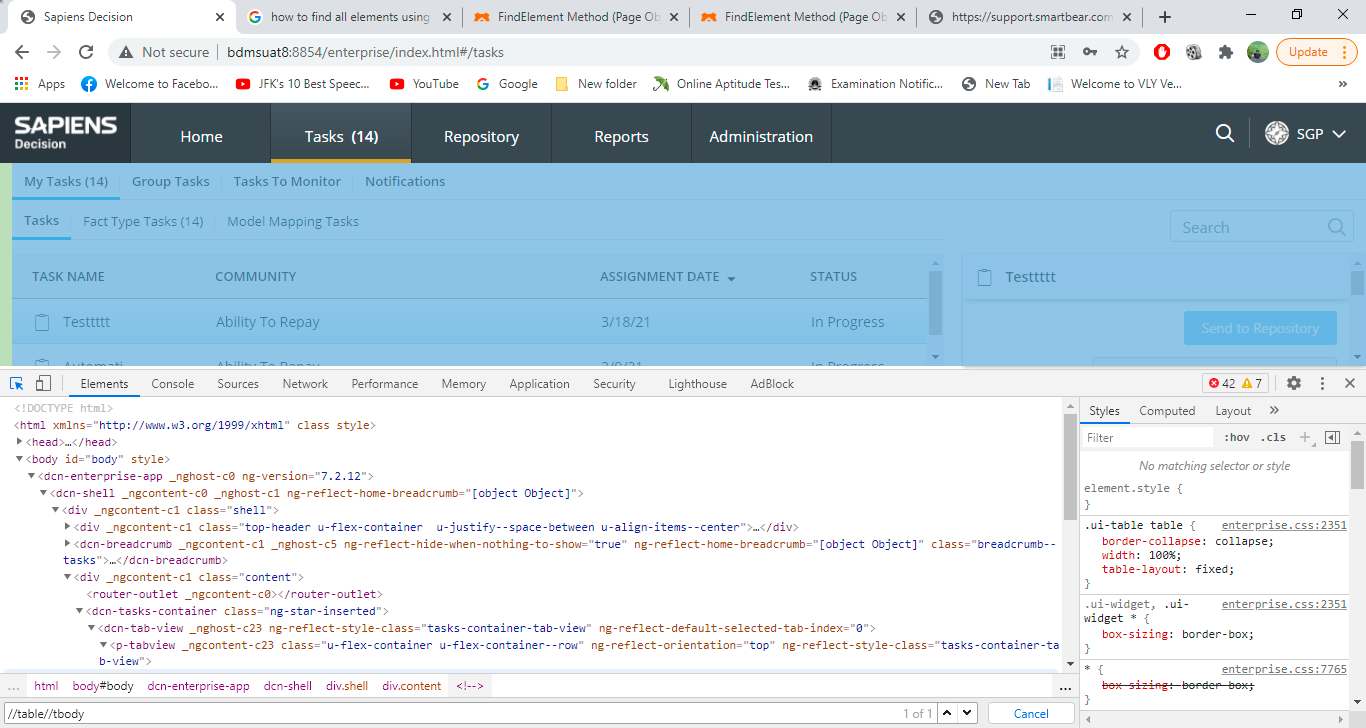 Sapiens Decision
how to find all elements using
FindElement Method (Page Ob
FindElement Method (Page Ob
https://support.smartbear.com
Not secure | bdmsuat8:8854/enterprise/index.html#/tasks
Update
Apps Welcome to Facebo... JFK's 10 Best Speec... YouTube Google New folder Online Aptitude Tes... Examination Notific... New Tab Welcome to VLY Ve... »
SAPIENS
Decision
Home Tasks (14) Repository Reports Administration SGP
My Tasks (14) Group Tasks Tasks To Monitor Notifications
Tasks Fact Type Tasks (14) Model Mapping Tasks Search
TASK NAME COMMUNITY ASSIGNMENT DATE STATUS Testtttt
Testtttt Ability To Repay 3/18/21 In Progress Send to Repository
Automati Ability To Repay 3/9/21 In Progress
Elements Console Sources Network Performance Memory Application Security Lighthouse AdBlock 42 7
<!DOCTYPE html>
<html xmlns="http://www.w3.org/1999/xhtml" class style>
<head>…</head>
<body id="body" style>
<dcn-enterprise-app _nghost-c0 ng-version="7.2.12">
<dcn-shell _ngcontent-c0 _nghost-c1 ng-reflect-home-breadcrumb="[object Object]">
<div _ngcontent-c1 class="shell">
<div _ngcontent-c1 class="top-header u-flex-container  u-justify--space-between u-align-items--center">…</div>
<dcn-breadcrumb _ngcontent-c1 _nghost-c5 ng-reflect-hide-when-nothing-to-show="true" ng-reflect-home-breadcrumb="[object Object]" class="breadcrumb--
tasks">…</dcn-breadcrumb>
<div _ngcontent-c1 class="content">
<router-outlet _ngcontent-c0></router-outlet>
<dcn-tasks-container class="ng-star-inserted">
<dcn-tab-view _nghost-c23 ng-reflect-style-class="tasks-container-tab-view" ng-reflect-default-selected-tab-index="0">
<p-tabview _ngcontent-c23 class="u-flex-container u-flex-container--row" ng-reflect-orientation="top" ng-reflect-style-class="tasks-container-ta
b-view">
Styles Computed Layout »
Filter :hov .cls +
No matching selector or style
element.style {
}
.ui-table table { enterprise.css:2351
border-collapse: collapse;
width: 100%;
table-layout: fixed;
}
.ui-widget, .ui- enterprise.css:2351
widget * {
box-sizing: border-box;
}
* { enterprise.css:7765
box-sizing: border-box;
}
... html body#body dcn-enterprise-app dcn-shell div.shell div.content <!--> ...
//table//tbody 1 of 1 Cancel